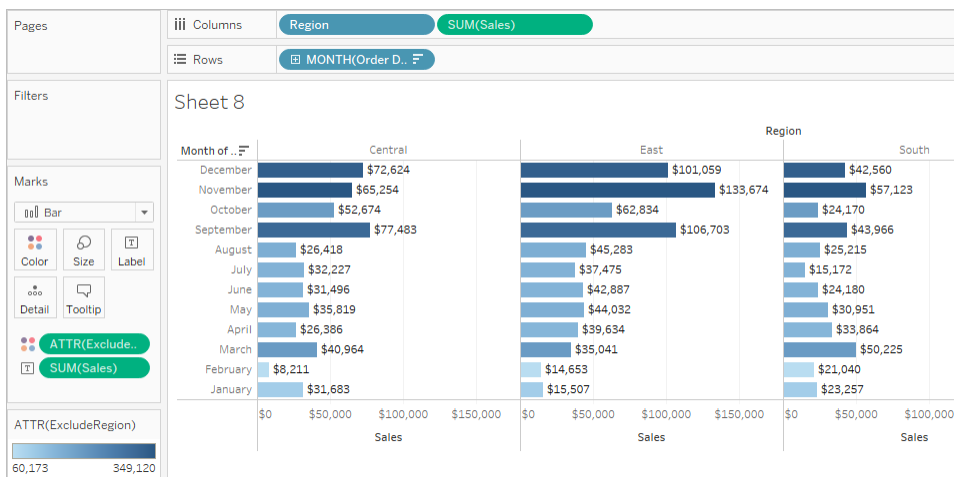 Pages
Columns
Region
SUM(Sales)
Rows
MONTH(Order D..
Filters
Sheet 8
Region
Month of ..
Central
East
South
December
$72,624
$101,059
$42,560
November
$65,254
$133,674
$57,123
October
$52,674
$62,834
$24,170
September
$77,483
$106,703
$43,966
August
$26,418
$45,283
$25,215
July
$32,227
$37,475
$15,172
June
$31,496
$42,887
$24,180
May
$35,819
$44,032
$30,951
April
$26,386
$39,634
$33,864
March
$40,964
$35,041
$50,225
February
$8,211
$14,653
$21,040
January
$31,683
$15,507
$23,257
$0 $50,000 $100,000 $150,000
$0 $50,000 $100,000 $150,000
$0 $50,000 $100,000
Sales
Sales
Sales
Marks
Bar
Color
Size
T
Label
Detail
Tooltip
ATTR(Exclude..
T
SUM(Sales)
ATTR(ExcludeRegion)
60,173
349,120